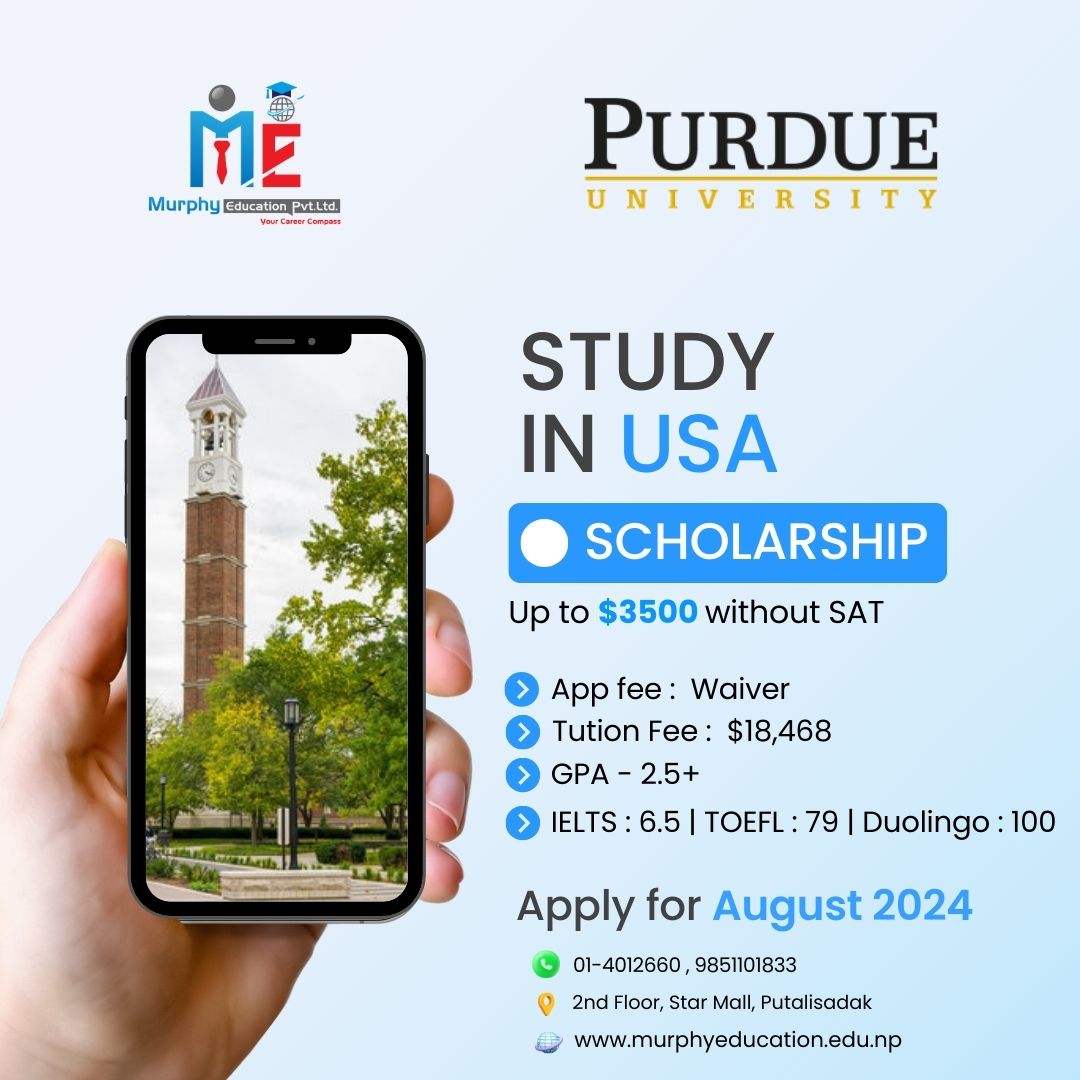 ME
Murphy Education Pvt.Ltd.
Your Career Compass
PURDUE
UNIVERSITY
STUDY
IN USA
SCHOLARSHIP
Up to $3500 without SAT
App fee : Waiver
Tution Fee : $18,468
GPA - 2.5+
IELTS : 6.5 | TOEFL : 79 | Duolingo : 100
Apply for August 2024
01-4012660 , 9851101833
2nd Floor, Star Mall, Putalisadak
www.murphyeducation.edu.np